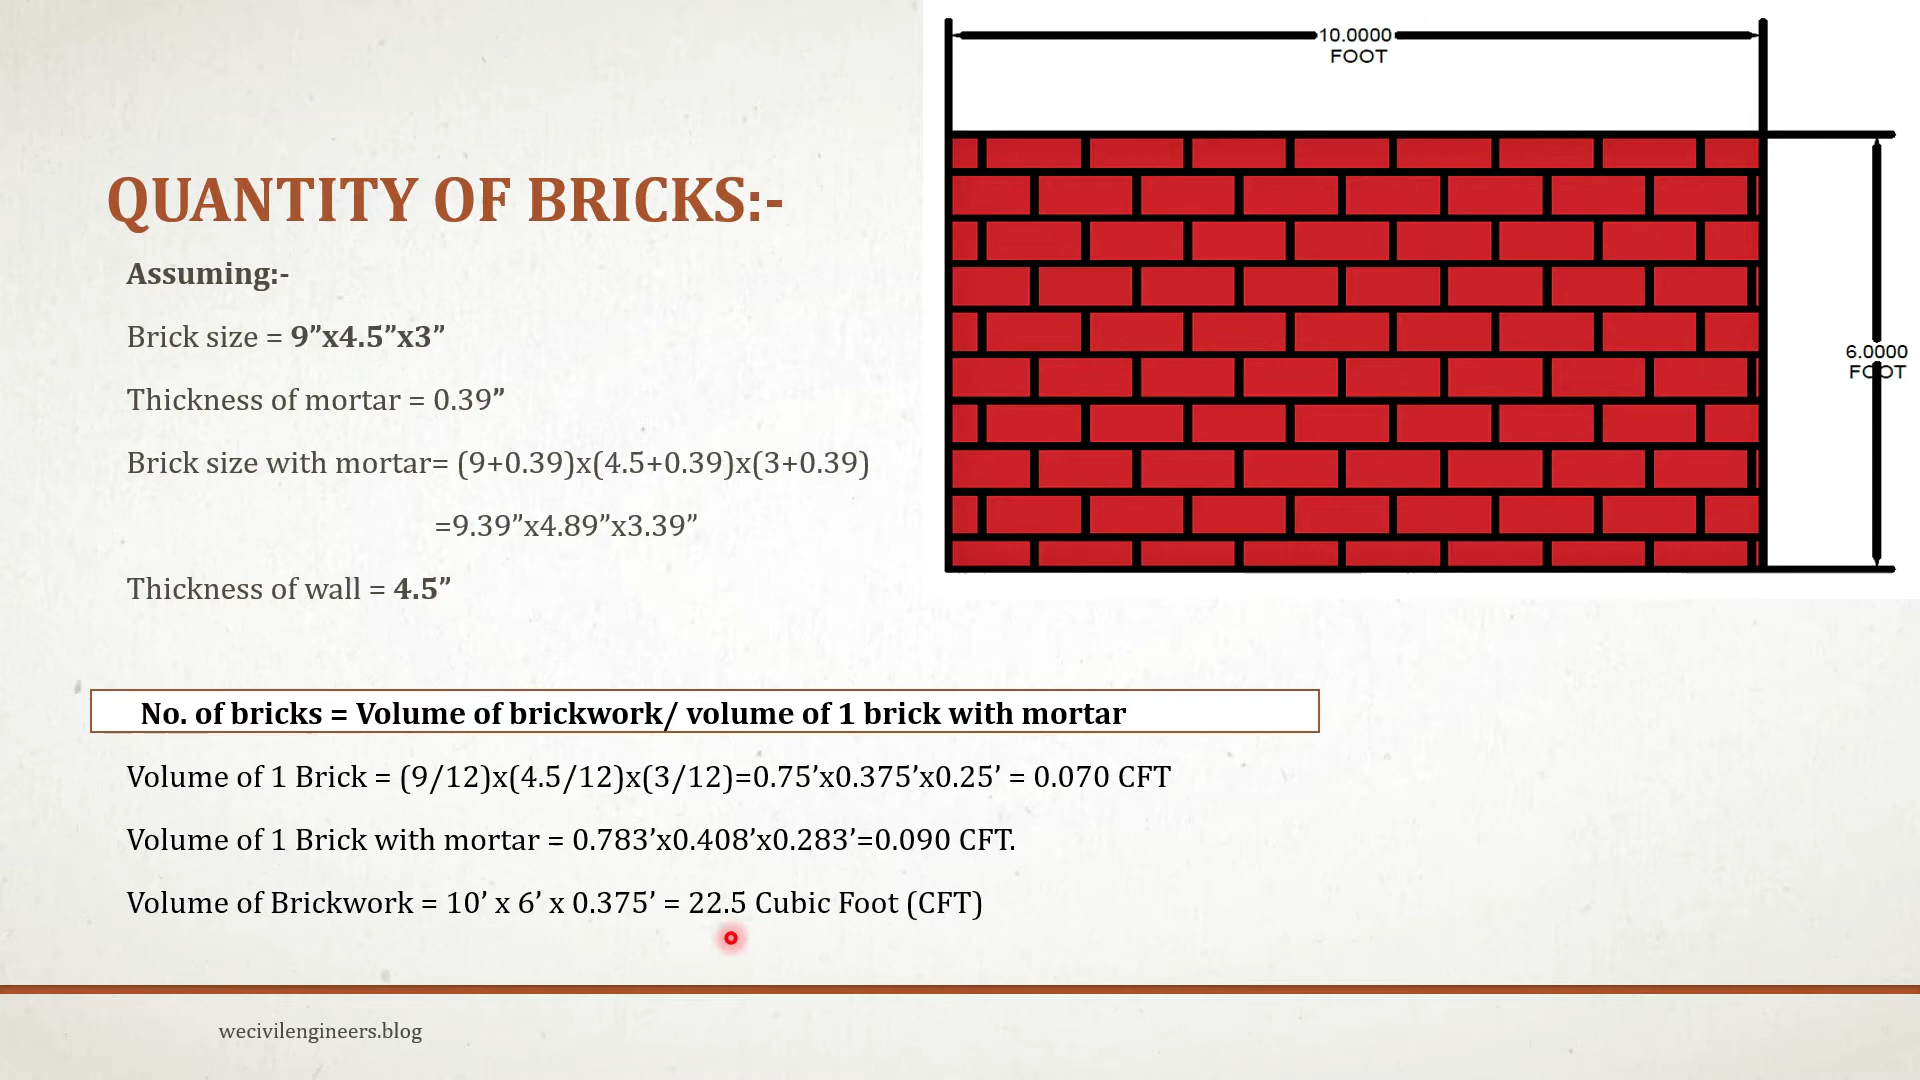 10.0000
FOOT
QUANTITY OF BRICKS:-
Assuming:-
Brick size = 9”x4.5”x3”
Thickness of mortar = 0.39”
6.0000
FOOT
Brick size with mortar= (9+0.39)x(4.5+0.39)x(3+0.39)
=9.39”x4.89”x3.39”
Thickness of wall = 4.5”
No. of bricks = Volume of brickwork/ volume of 1 brick with mortar
Volume of 1 Brick = (9/12)x(4.5/12)x(3/12)=0.75’x0.375’x0.25’ = 0.070 CFT
Volume of 1 Brick with mortar = 0.783’x0.408’x0.283’=0.090 CFT.
Volume of Brickwork = 10’ x 6’ x 0.375’ = 22.5 Cubic Foot (CFT)
wecivilengineers.blog